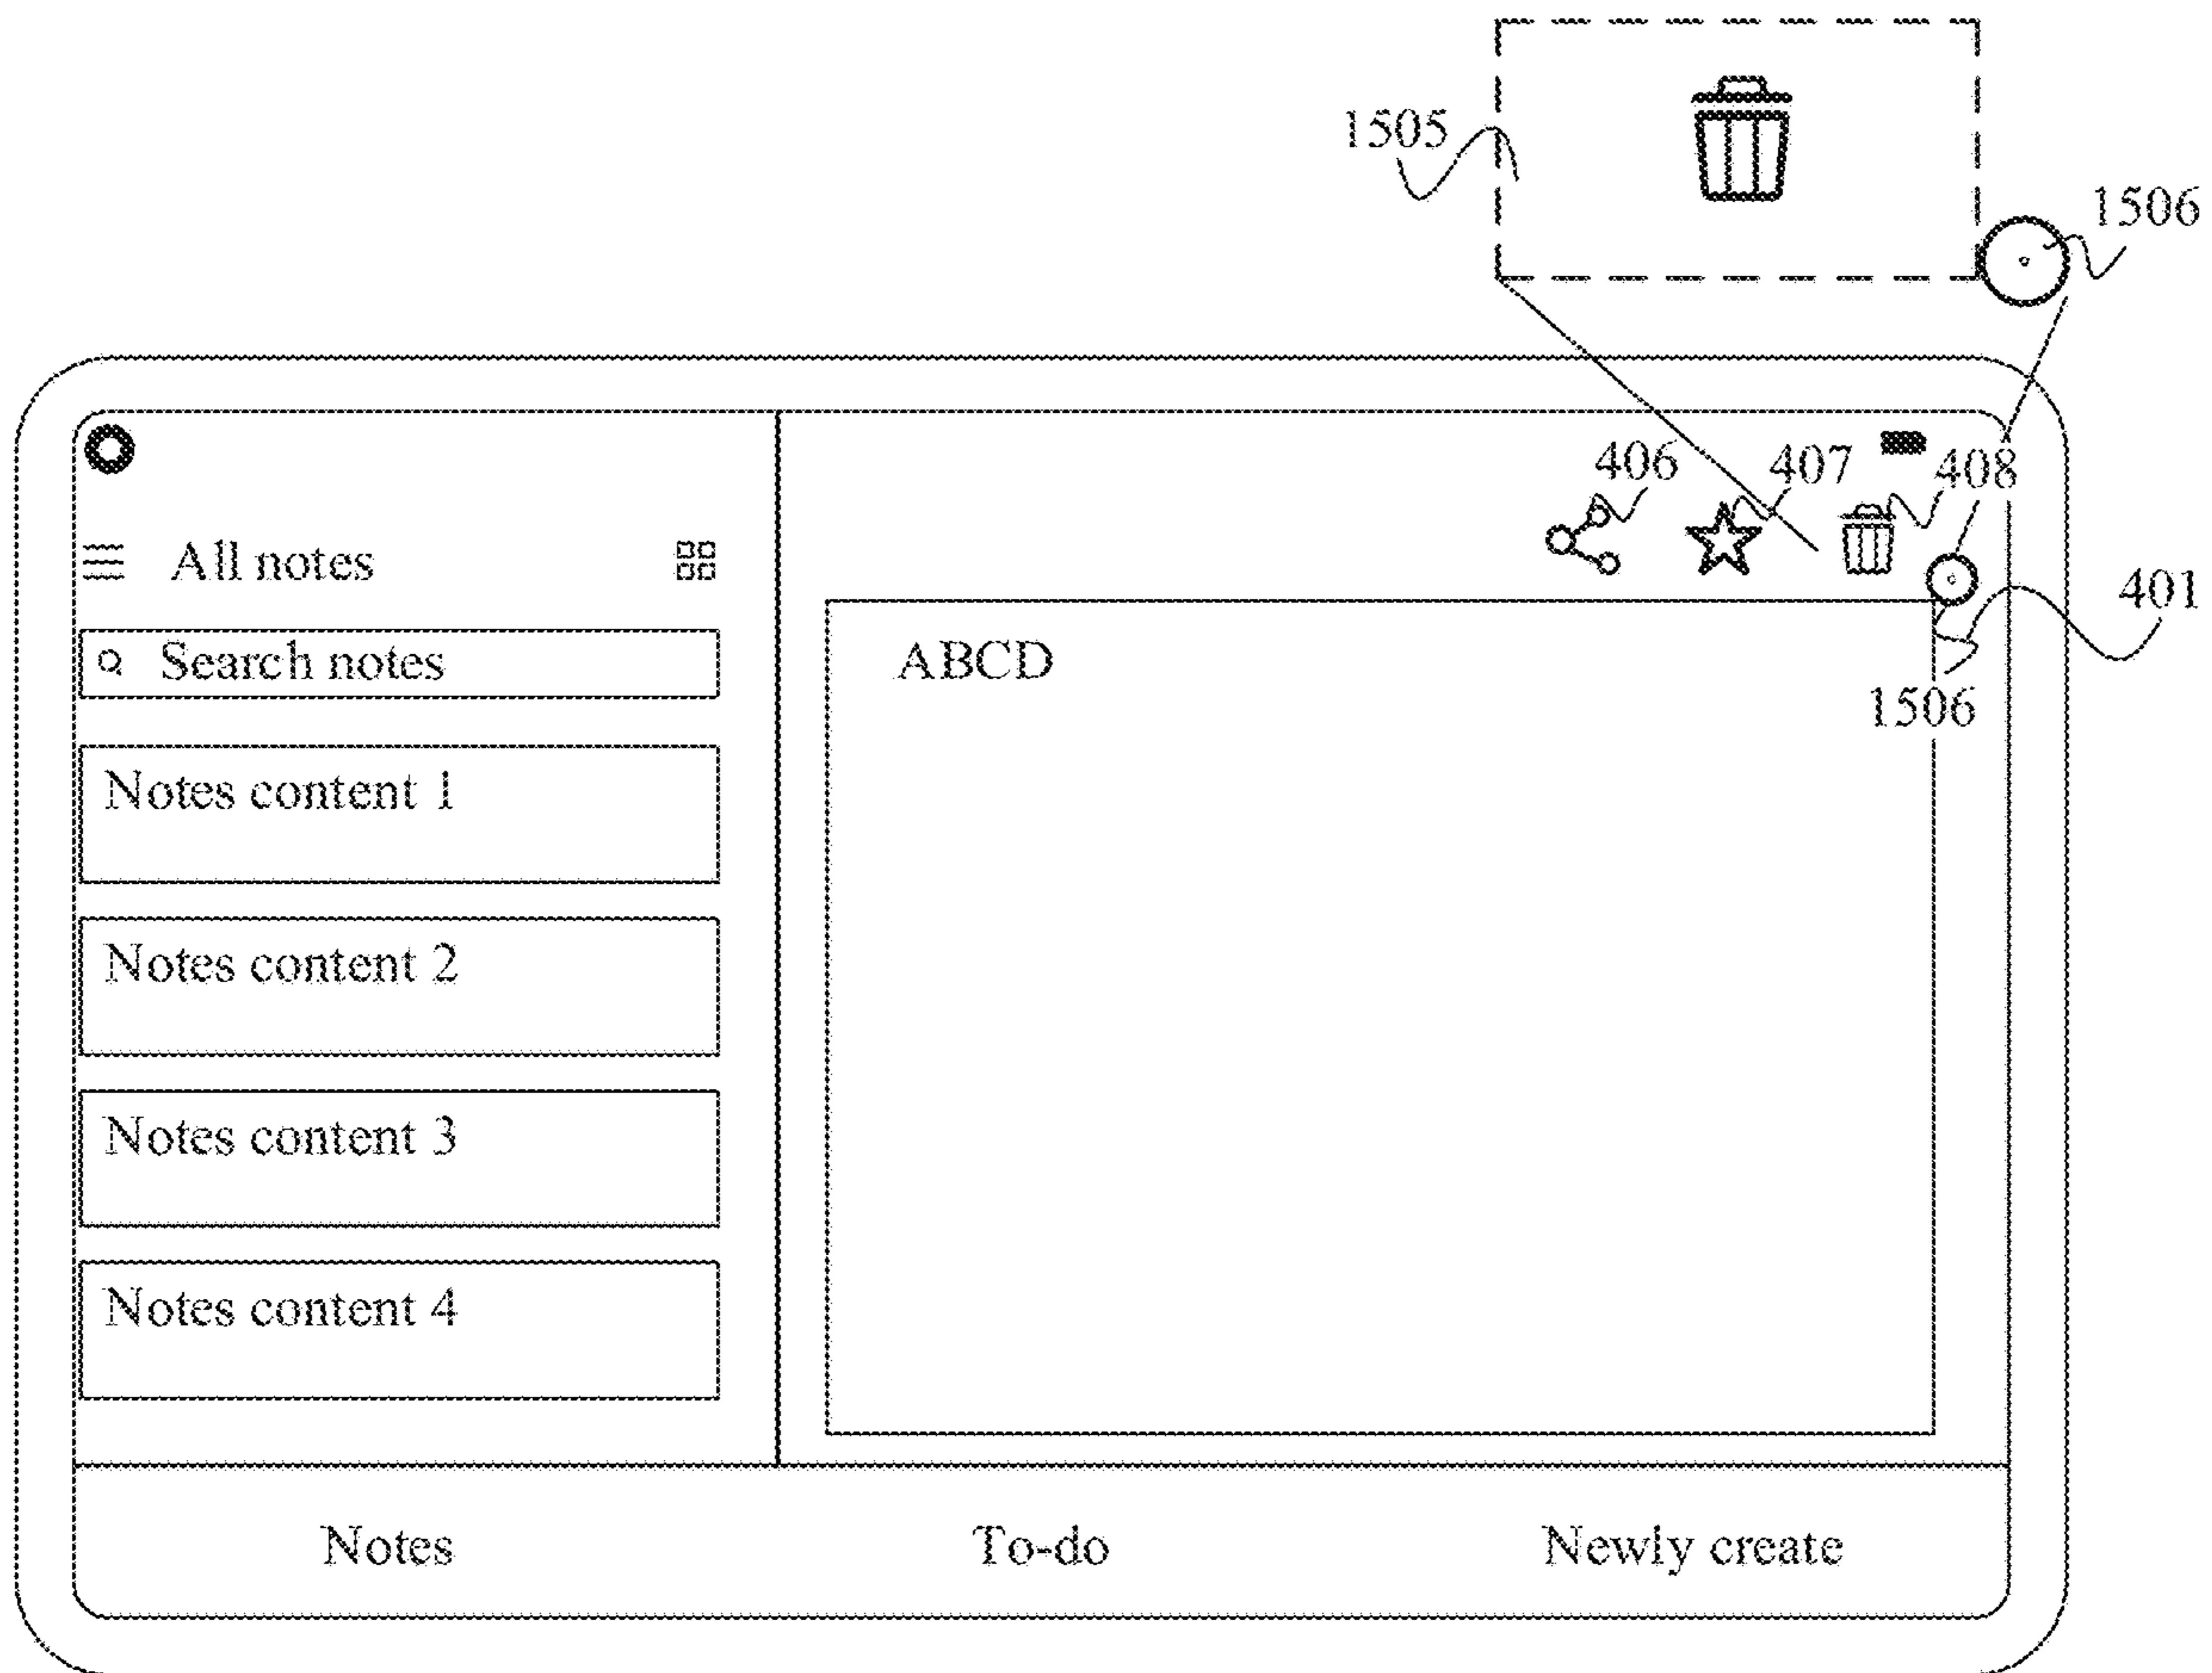 1505
1506
406
407
408
All notes
401
Search notes
ABCD
1506
Notes content 1
Notes content 2
Notes content 3
Notes content 4
Notes
To-do
Newly create